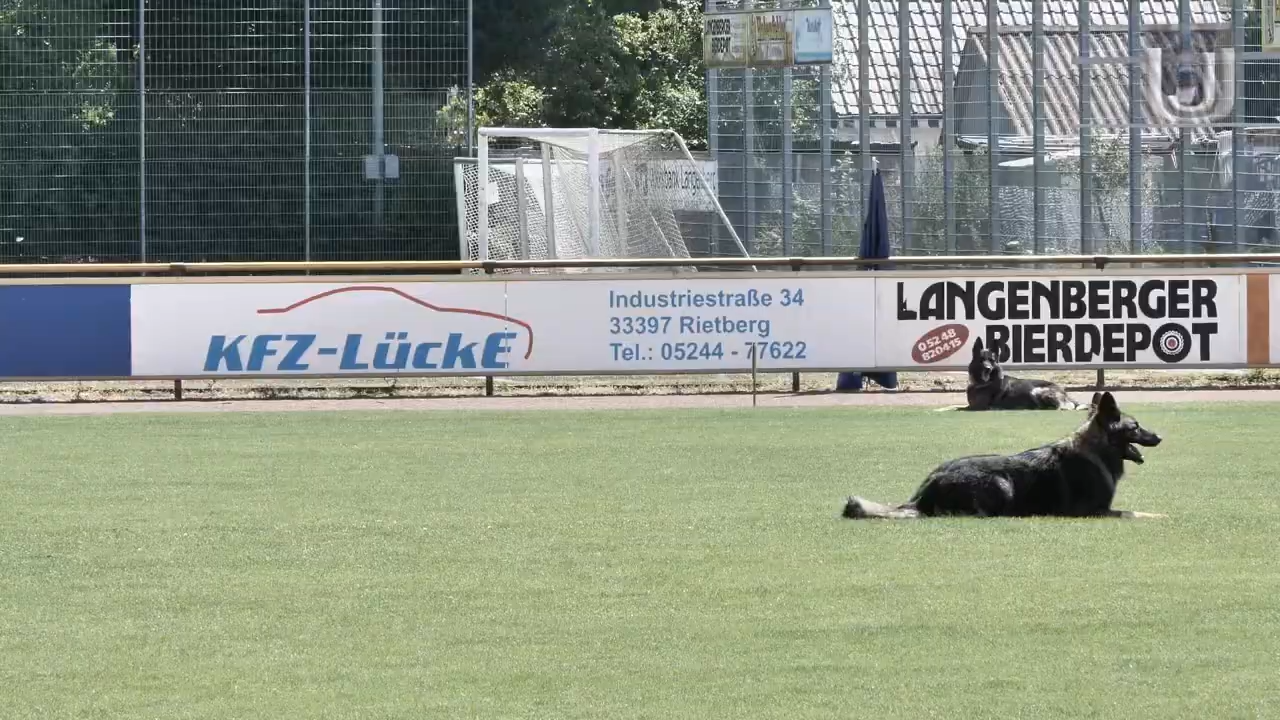 KFZ-LückE
Industriestraße 34
33397 Rietberg
Tel.: 05244 - 77622
LANGENBERGER
BIERDEPOT
05248
820415